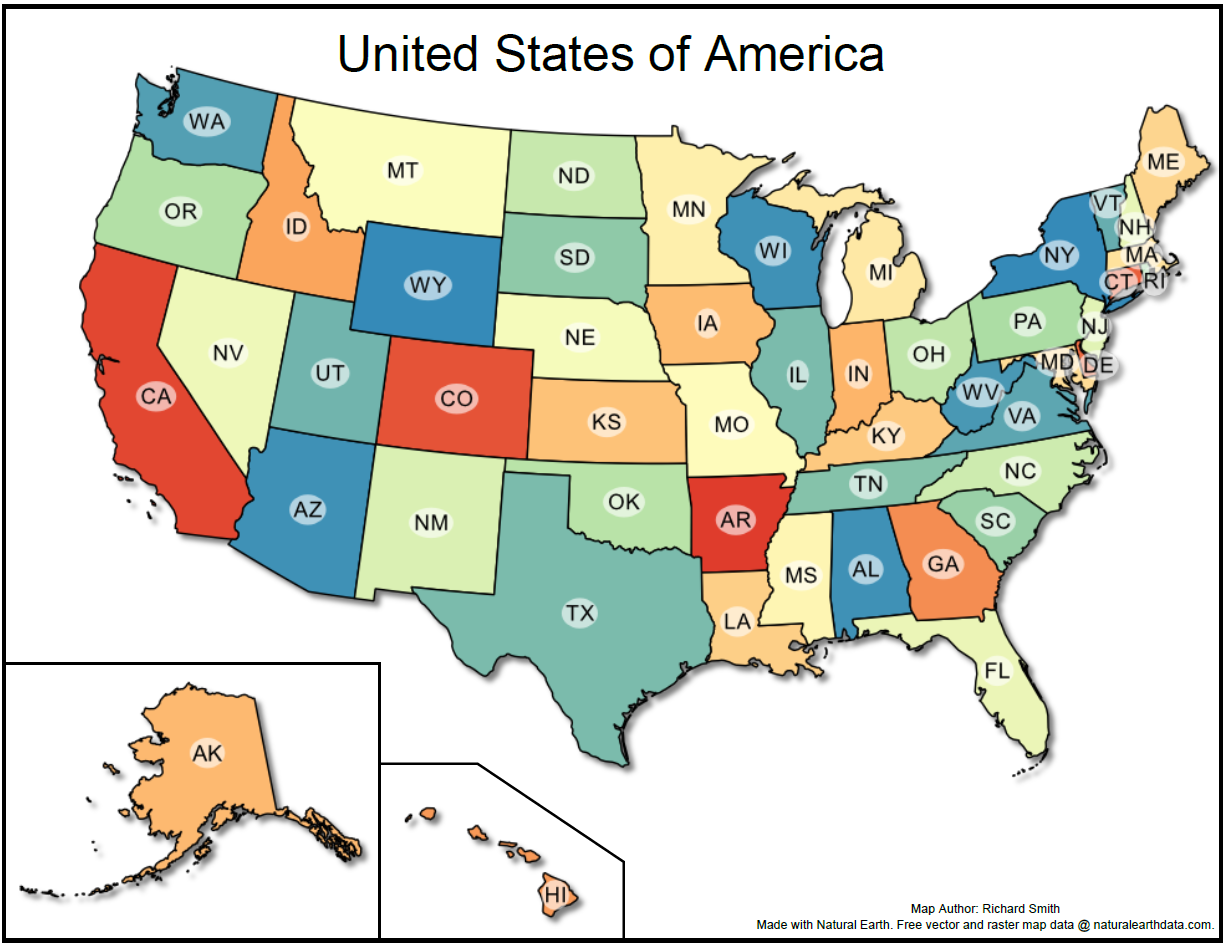 United States of America
WA
MT
ND
MN
ME
OR
ID
SD
WI
VT
NH
WY
NY
MA
MI
CT
RI
NV
UT
NE
IA
PA
NJ
CA
CO
IL
IN
OH
MD
DE
KS
MO
WV
VA
KY
AZ
NM
OK
AR
TN
NC
SC
TX
LA
MS
AL
GA
FL
AK
HI
Map Author: Richard Smith
Made with Natural Earth. Free vector and raster map data @ naturalearthdata.com.